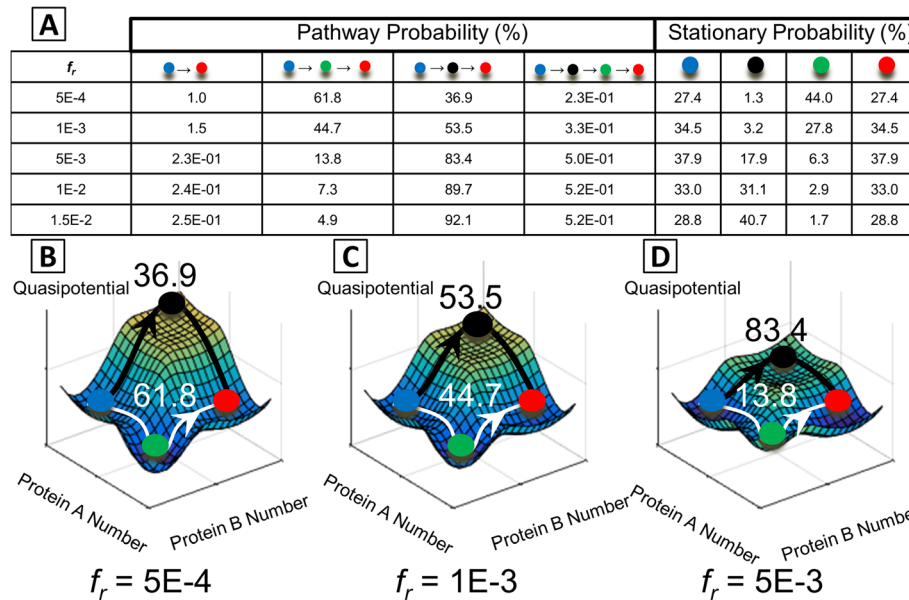 A
Pathway Probability (%) Stationary Probability (%)
fr → → → → → → → →
5E-4 1.0 61.8 36.9 2.3E-01 27.4 1.3 44.0 27.4
1E-3 1.5 44.7 53.5 3.3E-01 34.5 3.2 27.8 34.5
5E-3 2.3E-01 13.8 83.4 5.0E-01 37.9 17.9 6.3 37.9
1E-2 2.4E-01 7.3 89.7 5.2E-01 33.0 31.1 2.9 33.0
1.5E-2 2.5E-01 4.9 92.1 5.2E-01 28.8 40.7 1.7 28.8
B
Quasipotential
36.9
61.8
Protein A Number
Protein B Number
fr = 5E-4
C
Quasipotential
53.5
44.7
Protein A Number
Protein B Number
fr = 1E-3
D
Quasipotential
83.4
13.8
Protein A Number
Protein B Number
fr = 5E-3